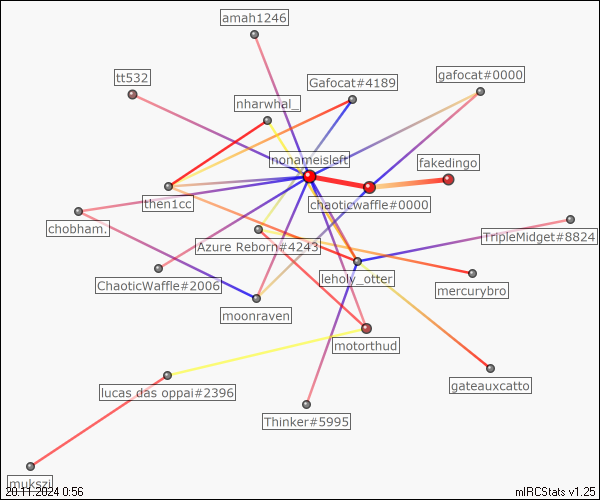 amah1246
tt532
Gafocat#4189
gafocat#0000
nharwhal_
nonameisleft
fakedingo
then1cc
cheoticwaffle#0000
chobham.
Azure Reborn#4243
TripleMidget#8824
ChaoticWaffle#2006
leholy_otter
mercurybro
moonraven
motorthud
lucas das oppai#2396
gateauxcatto
Thinker#5995
mukszi
20.11.2024 0:56
mIRCStats v1.25